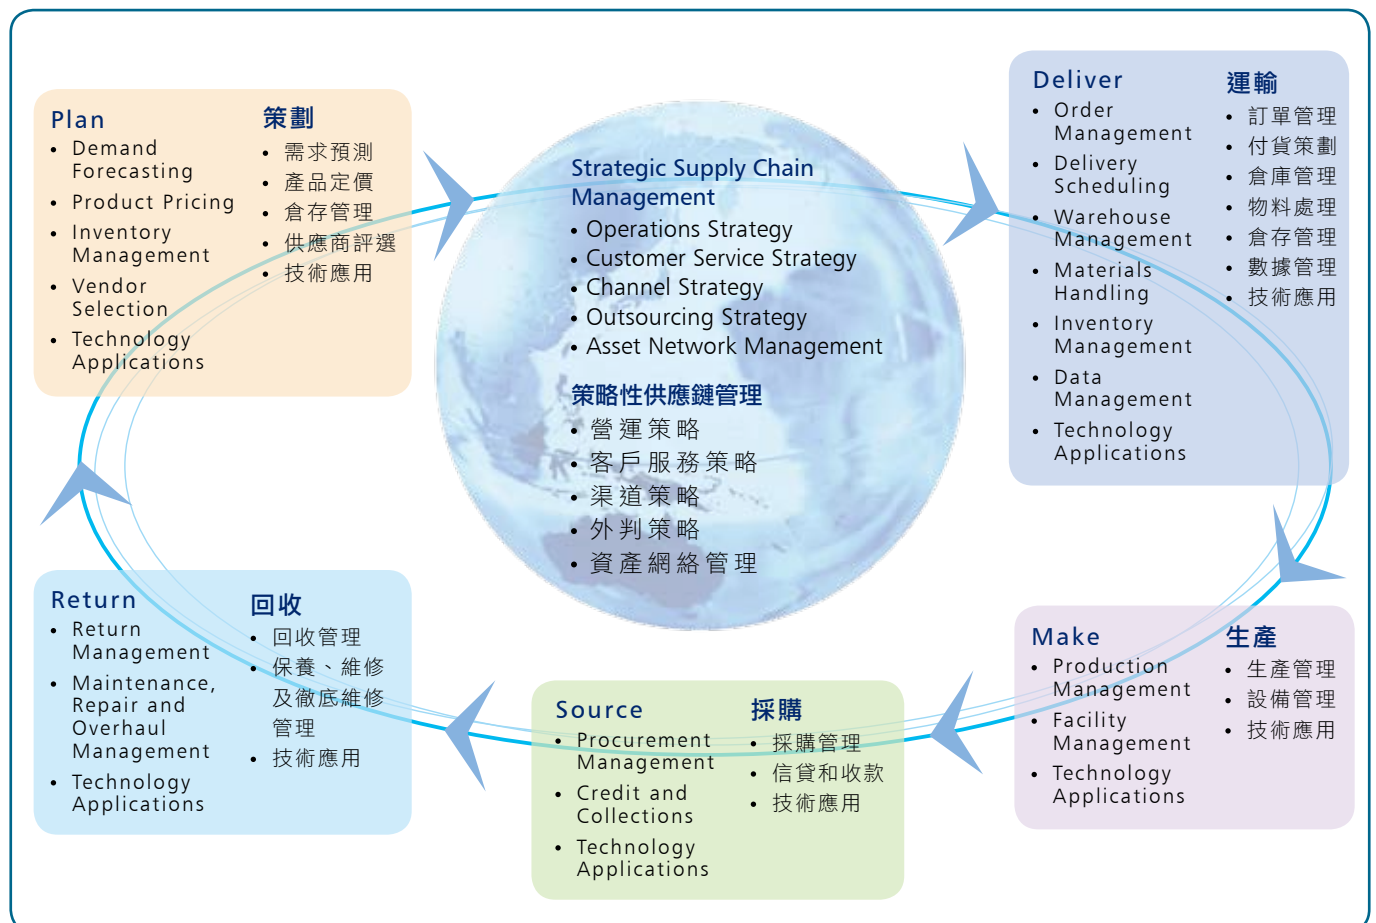 Plan
• Demand
Forecasting
• Product Pricing
• Inventory
Management
• Vendor
Selection
• Technology
Applications
策劃
• 需求預測
• 產品定價
• 倉存管理
• 供應商評選
• 技術應用
Strategic Supply Chain
Management
• Operations Strategy
• Customer Service Strategy
• Channel Strategy
• Outsourcing Strategy
• Asset Network Management
策略性供應鏈管理
• 營運策略
• 客戶服務策略
• 渠道策略
• 外判策略
• 資產網絡管理
Deliver
• Order
Management
• Delivery
Scheduling
• Warehouse
Management
• Materials
Handling
• Inventory
Management
• Data
Management
• Technology
Applications
運輸
• 訂單管理
• 付貨策劃
• 倉庫管理
• 物料處理
• 倉存管理
• 數據管理
• 技術應用
Return
• Return
Management
• Maintenance,
Repair and
Overhaul
Management
• Technology
Applications
回收
• 回收管理
• 保養、維修
及徹底維修
管理
• 技術應用
Source
• Procurement
Management
• Credit and
Collections
• Technology
Applications
採購
• 採購管理
• 信貸和收款
• 技術應用
Make
• Production
Management
• Facility
Management
• Technology
Applications
生產
• 生產管理
• 設備管理
• 技術應用